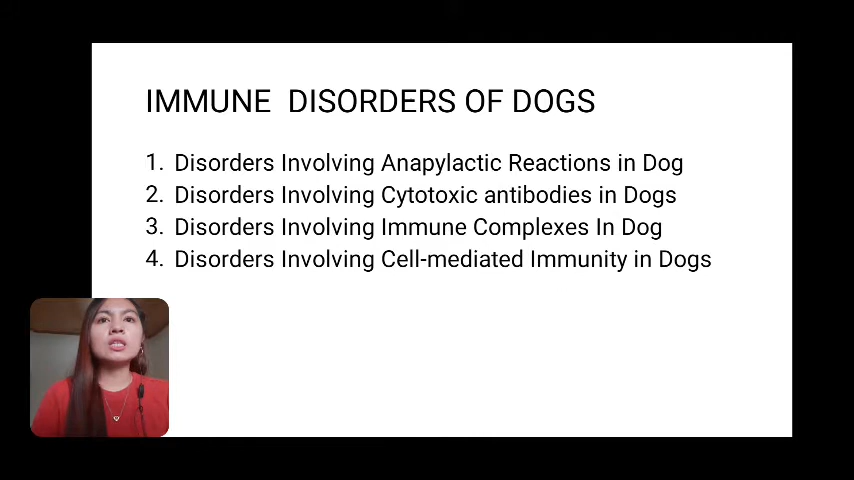 IMMUNE DISORDERS OF DOGS
1. Disorders Involving Anapylactic Reactions in Dog
2. Disorders Involving Cytotoxic antibodies in Dogs
3. Disorders Involving Immune Complexes In Dog
4. Disorders Involving Cell-mediated Immunity in Dogs